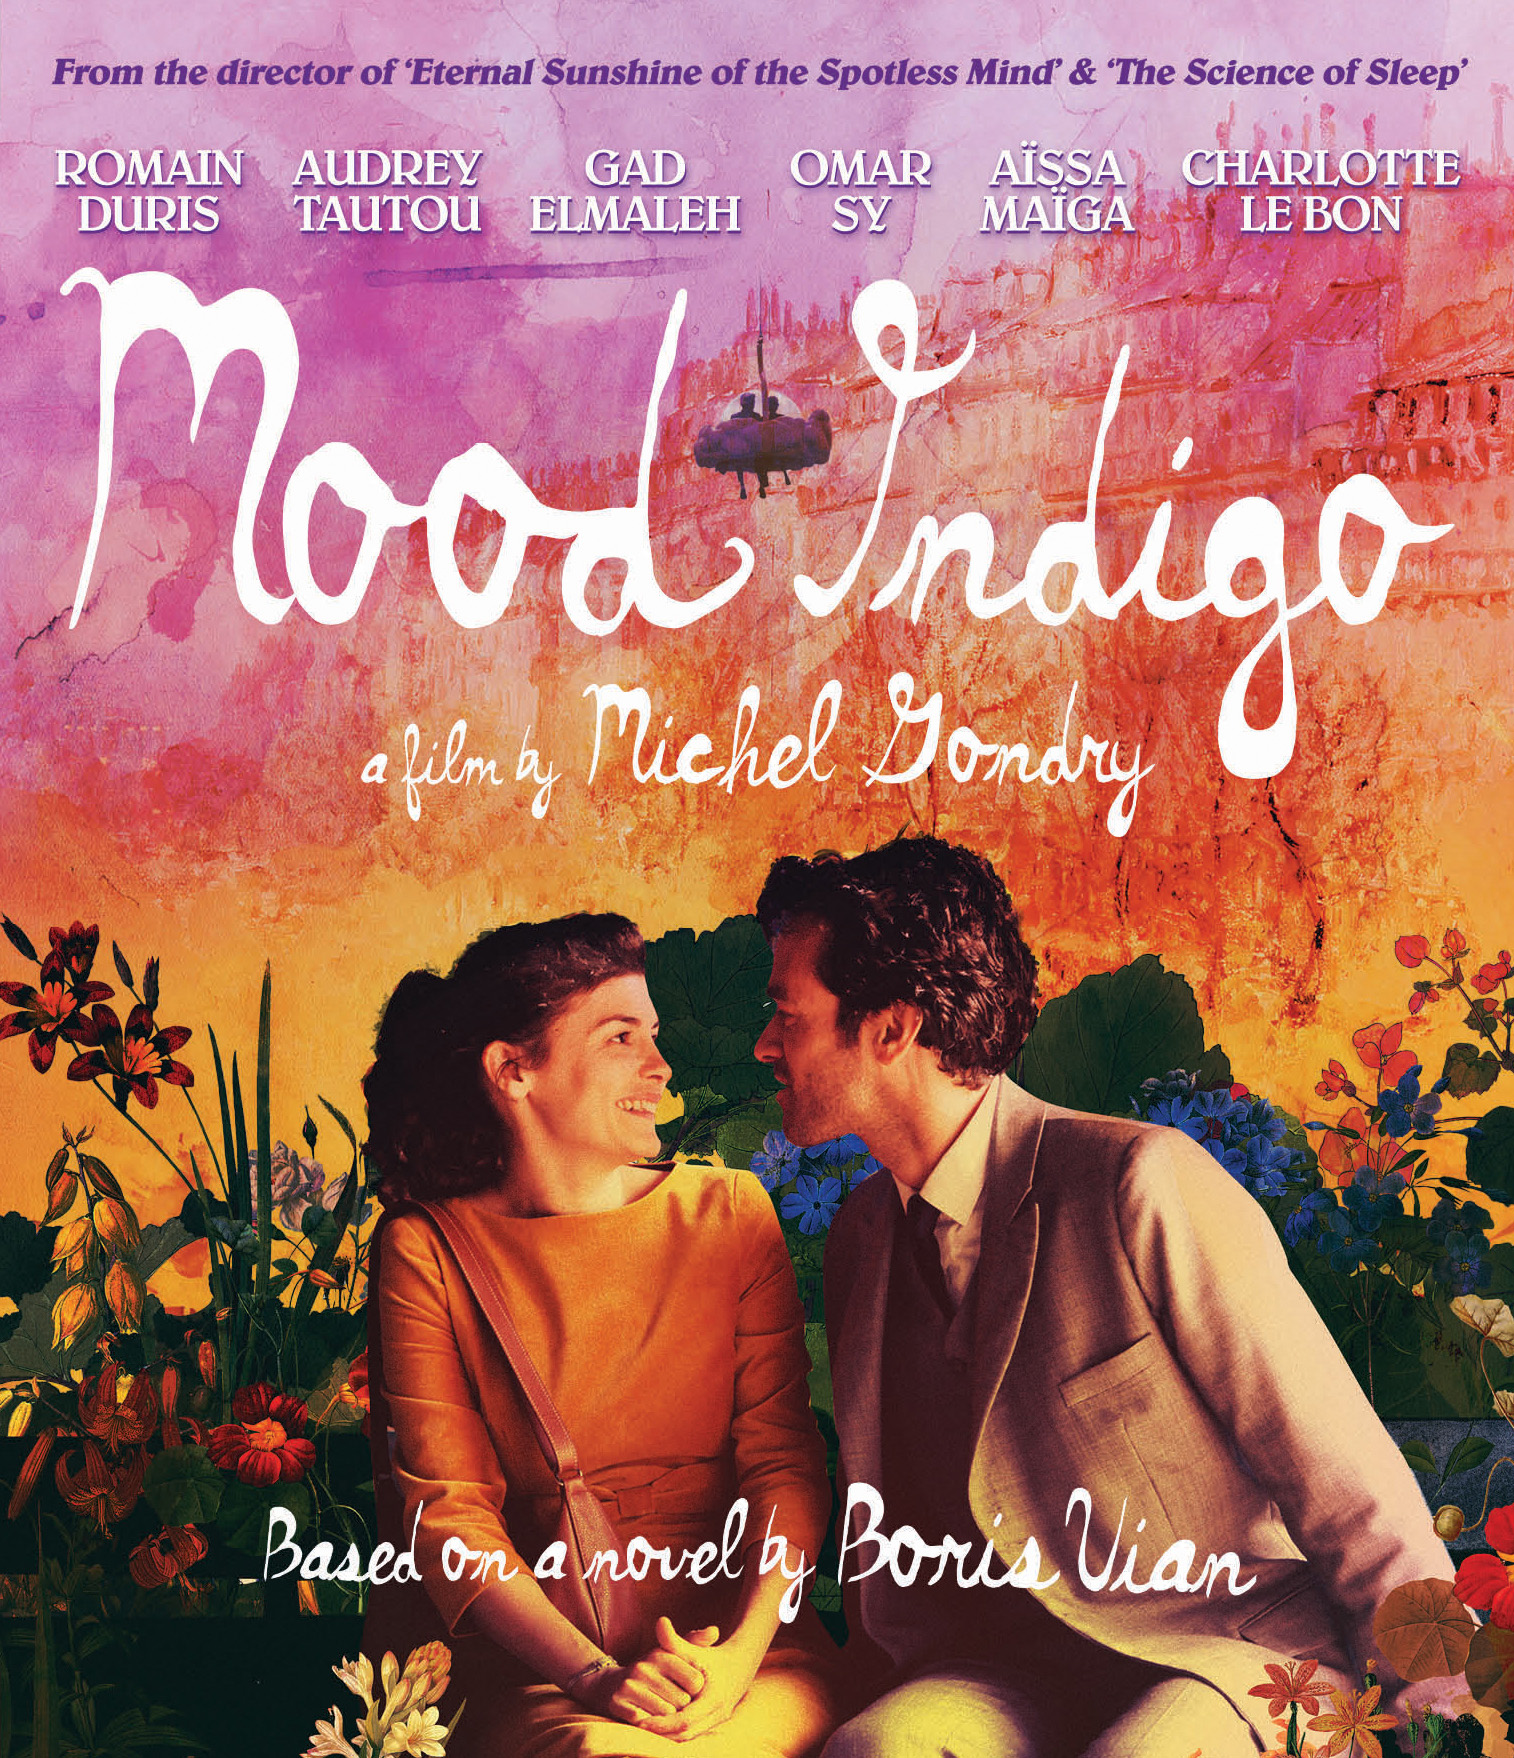 From the director of ‘Eternal Sunshine of the Spotless Mind’ & ‘The Science of Sleep’
ROMAIN DURIS
AUDREY TAUTOU
GAD ELMALEH
OMAR SY
AÏSSA MAÏGA
CHARLOTTE LE BON
Mood Indigo
a film by Michel Gondry
Based on a novel by Boris Vian